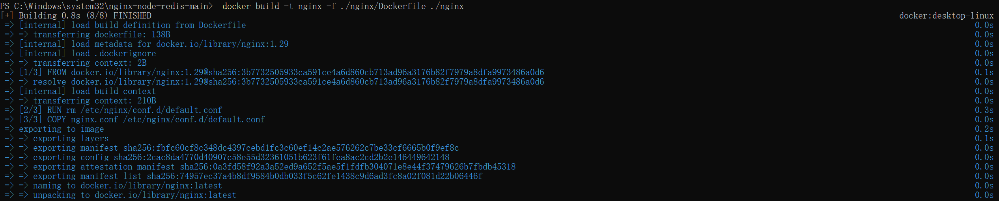 PS C:\Windows\system32\nginx-node-redis-main>  docker build -t nginx -f ./nginx/Dockerfile ./nginx
[+] Building 0.8s (8/8) FINISHED docker:desktop-linux
=> [internal] load build definition from Dockerfile 0.0s
=> => transferring dockerfile: 138B 0.0s
=> [internal] load metadata for docker.io/library/nginx:1.29 0.0s
=> [internal] load .dockerignore 0.0s
=> => transferring context: 2B 0.0s
=> [1/3] FROM docker.io/library/nginx:1.29@sha256:3b7732505933ca591ce4a6d860cb713ad96a3176b82f7979a8dfa9973486a0d6 0.1s
=> => resolve docker.io/library/nginx:1.29@sha256:3b7732505933ca591ce4a6d860cb713ad96a3176b82f7979a8dfa9973486a0d6 0.0s
=> [internal] load build context 0.0s
=> => transferring context: 210B 0.0s
=> [2/3] RUN rm /etc/nginx/conf.d/default.conf 0.3s
=> [3/3] COPY nginx.conf /etc/nginx/conf.d/default.conf 0.0s
=> exporting to image 0.2s
=> => exporting layers 0.1s
=> => exporting manifest sha256:fbfc60cf8c348dc4397cebd1fc3c60ef14c2ae576262c7be33cf6665b0f9ef8c 0.0s
=> => exporting config sha256:2cac8da4770d40907c58e55d32361051b623f61fea8ac2cd2b2e146449642148 0.0s
=> => exporting attestation manifest sha256:0a3fd58f92a3a52ed9a652f5ae5f1fdfb304071e8e44f37479626b7fbdb45318 0.0s
=> => exporting manifest list sha256:74957ec37a4b8df9584b0db033f5c62fe1438c9d6ad3fc8a02f081d22b06446f 0.0s
=> => naming to docker.io/library/nginx:latest 0.0s
=> => unpacking to docker.io/library/nginx:latest 0.0s